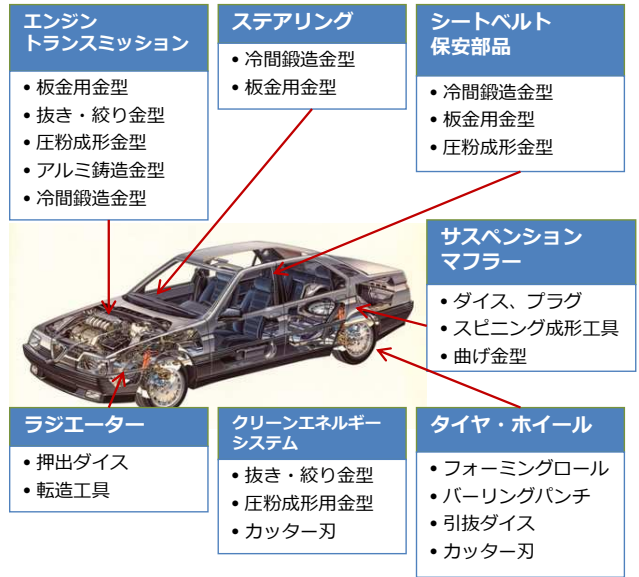 エンジン
トランスミッション
• 板金用金型
• 抜き・絞り金型
• 圧粉成形金型
• アルミ鋳造金型
• 冷間鍛造金型
ステアリング
• 冷間鍛造金型
• 板金用金型
シートベルト
保安部品
• 冷間鍛造金型
• 板金用金型
• 圧粉成形金型
サスペンション
マフラー
• ダイス、プラグ
• スピニング成形工具
• 曲げ金型
ラジエーター
• 押出ダイス
• 転造工具
クリーンエネルギー
システム
• 抜き・絞り金型
• 圧粉成形用金型
• カッター刃
タイヤ・ホイール
• フォーミングロール
• バーリングパンチ
• 引抜ダイス
• カッター刃